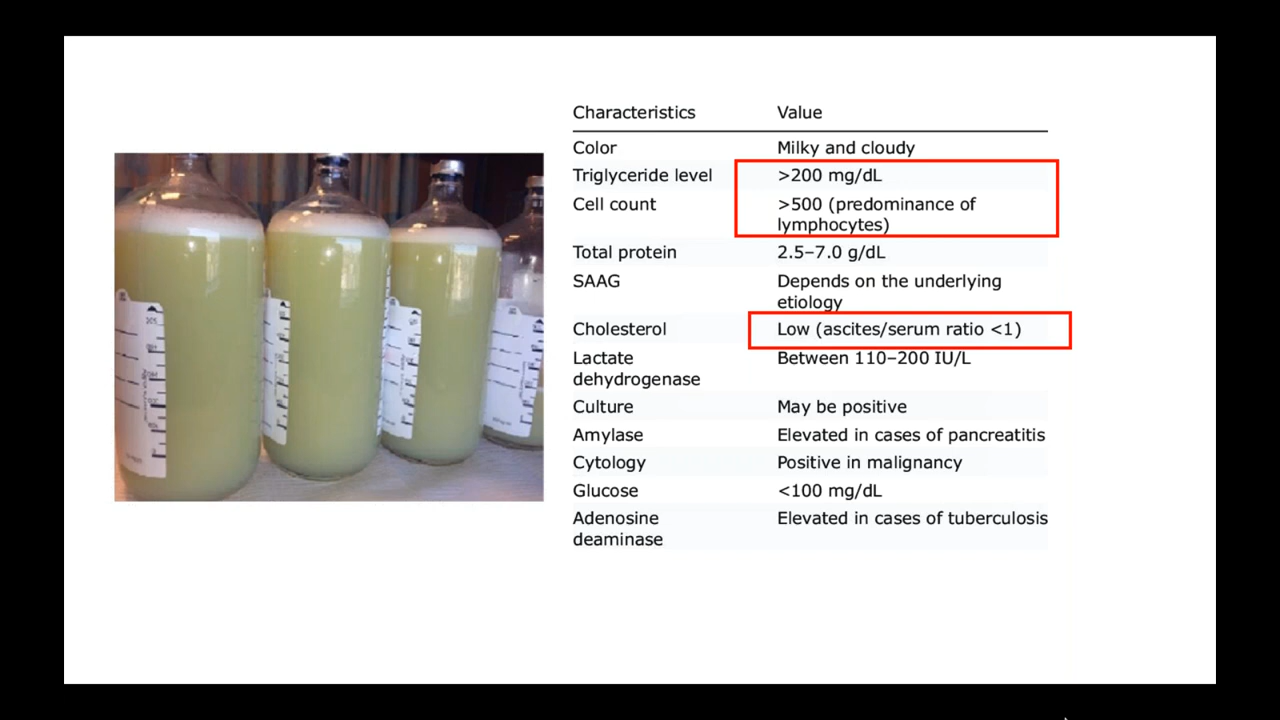 Characteristics Value
Color Milky and cloudy
Triglyceride level >200 mg/dL
Cell count >500 (predominance of
lymphocytes)
Total protein 2.5–7.0 g/dL
SAAG Depends on the underlying
etiology
Cholesterol Low (ascites/serum ratio <1)
Lactate Between 110–200 IU/L
dehydrogenase
Culture May be positive
Amylase Elevated in cases of pancreatitis
Cytology Positive in malignancy
Glucose <100 mg/dL
Adenosine Elevated in cases of tuberculosis
deaminase